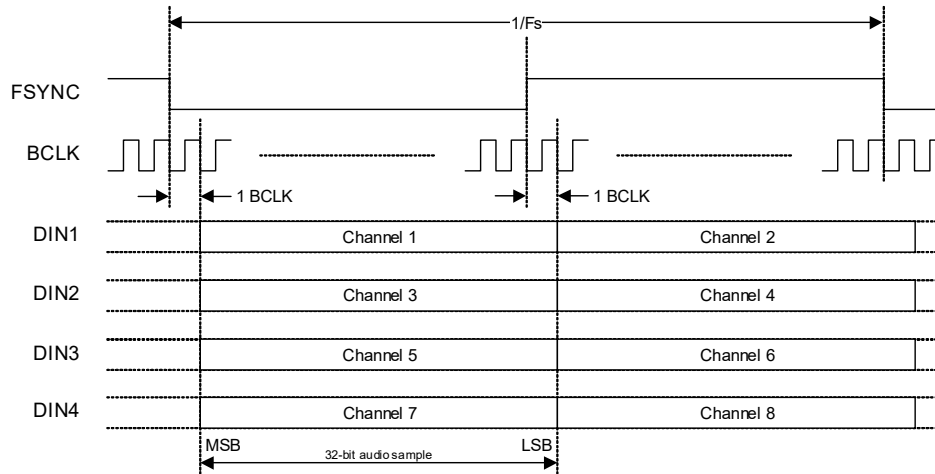 1/Fs
FSYNC
BCLK
1 BCLK 1 BCLK
DIN1 Channel 1 Channel 2
DIN2 Channel 3 Channel 4
DIN3 Channel 5 Channel 6
DIN4 Channel 7 Channel 8
MSB LSB
32-bit audio sample